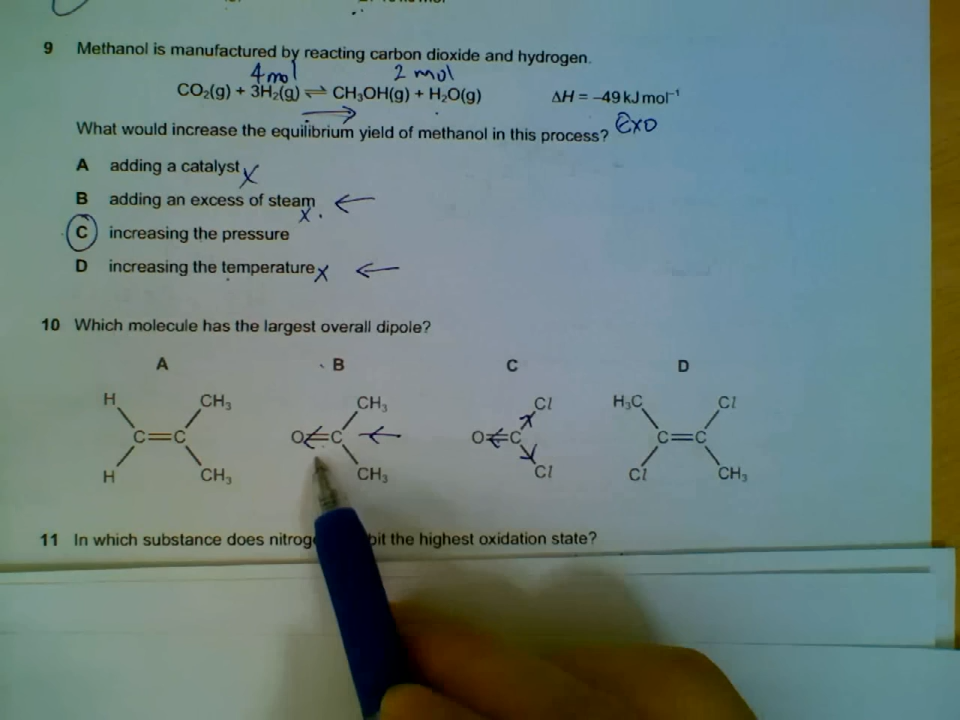 9 Methanol is manufactured by reacting carbon dioxide and hydrogen.
4 mol 2 mol
CO₂(g) + 3H₂(g) ⇌ CH₃OH(g) + H₂O(g) ΔH = –49 kJ mol⁻¹
What would increase the equilibrium yield of methanol in this process? Exo
A adding a catalyst x
B adding an excess of steam x ←
C increasing the pressure
D increasing the temperature x ←
10 Which molecule has the largest overall dipole?
A B C D
H CH₃ CH₃ Cl H₃C Cl
C=C O=C O=C C=C
H CH₃ CH₃ Cl Cl CH₃
11 In which substance does the highest oxidation state?